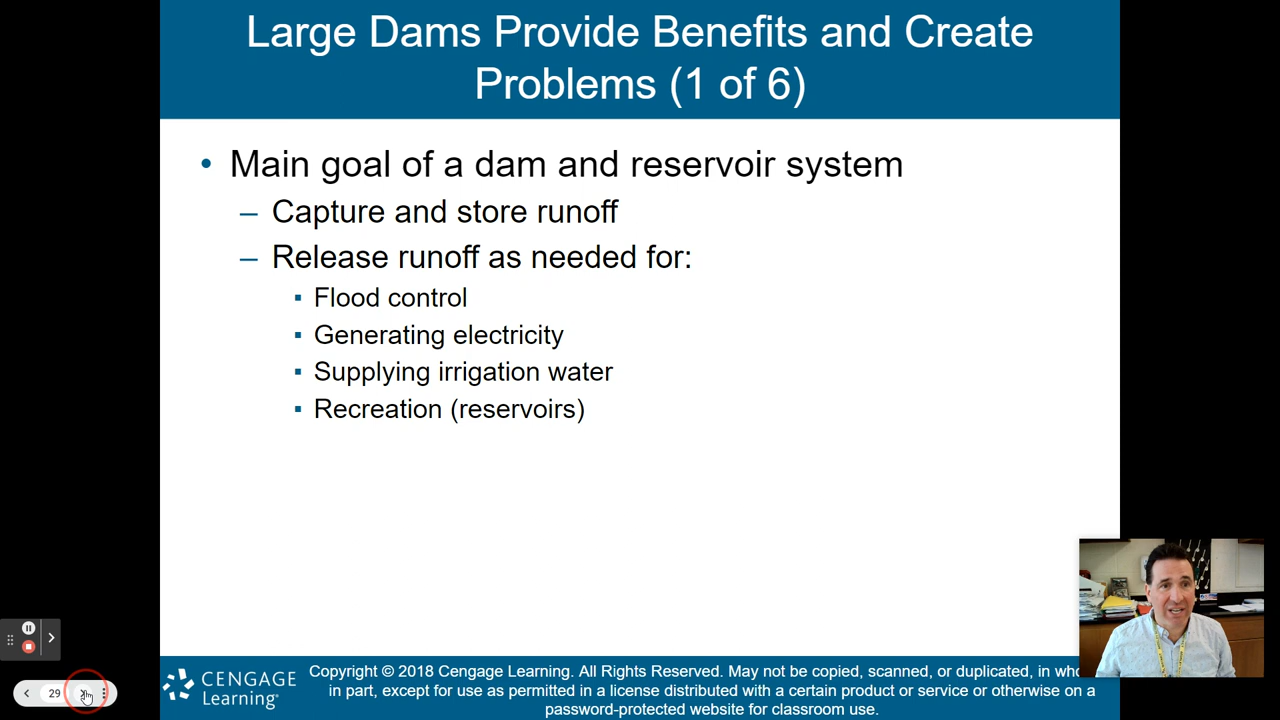 Large Dams Provide Benefits and Create
Problems (1 of 6)
• Main goal of a dam and reservoir system
– Capture and store runoff
– Release runoff as needed for:
▪ Flood control
▪ Generating electricity
▪ Supplying irrigation water
▪ Recreation (reservoirs)
CENGAGE
Learning
Copyright © 2018 Cengage Learning. All Rights Reserved. May not be copied, scanned, or duplicated, in
in part, except for use as permitted in a license distributed with a certain product or service or otherwise on a
password-protected website for classroom use.
29